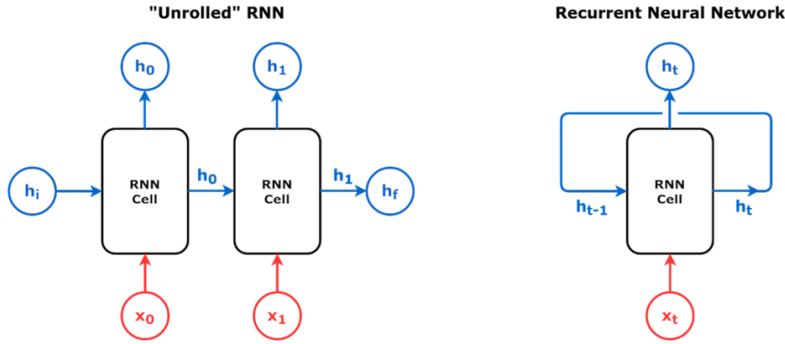 "Unrolled" RNN
h₀ h₁
hᵢ RNN Cell h₀ RNN Cell h₁ h_f
x₀ x₁
Recurrent Neural Network
hₜ
hₜ₋₁ RNN Cell hₜ
xₜ